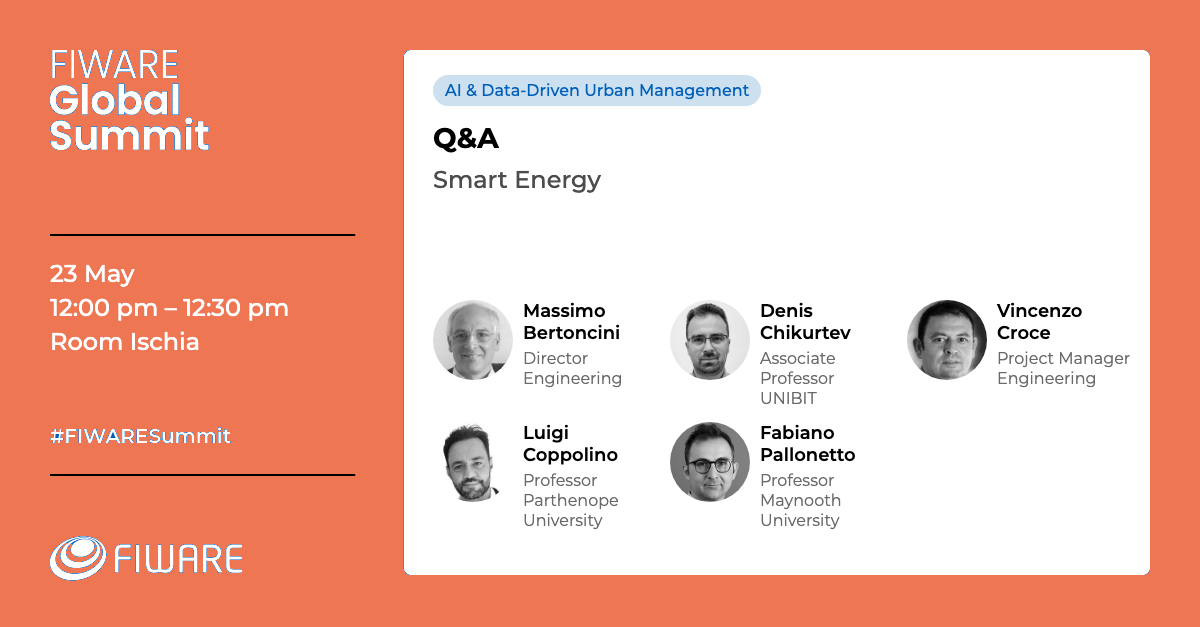 FIWARE
Global
Summit
23 May
12:00 pm – 12:30 pm
Room Ischia
#FIWARESummit
FIWARE
AI & Data-Driven Urban Management
Q&A
Smart Energy
Massimo
Bertoncini
Director
Engineering
Denis
Chikurtev
Associate
Professor
UNIBIT
Vincenzo
Croce
Project Manager
Engineering
Luigi
Coppolino
Professor
Parthenope
University
Fabiano
Pallonetto
Professor
Maynooth
University